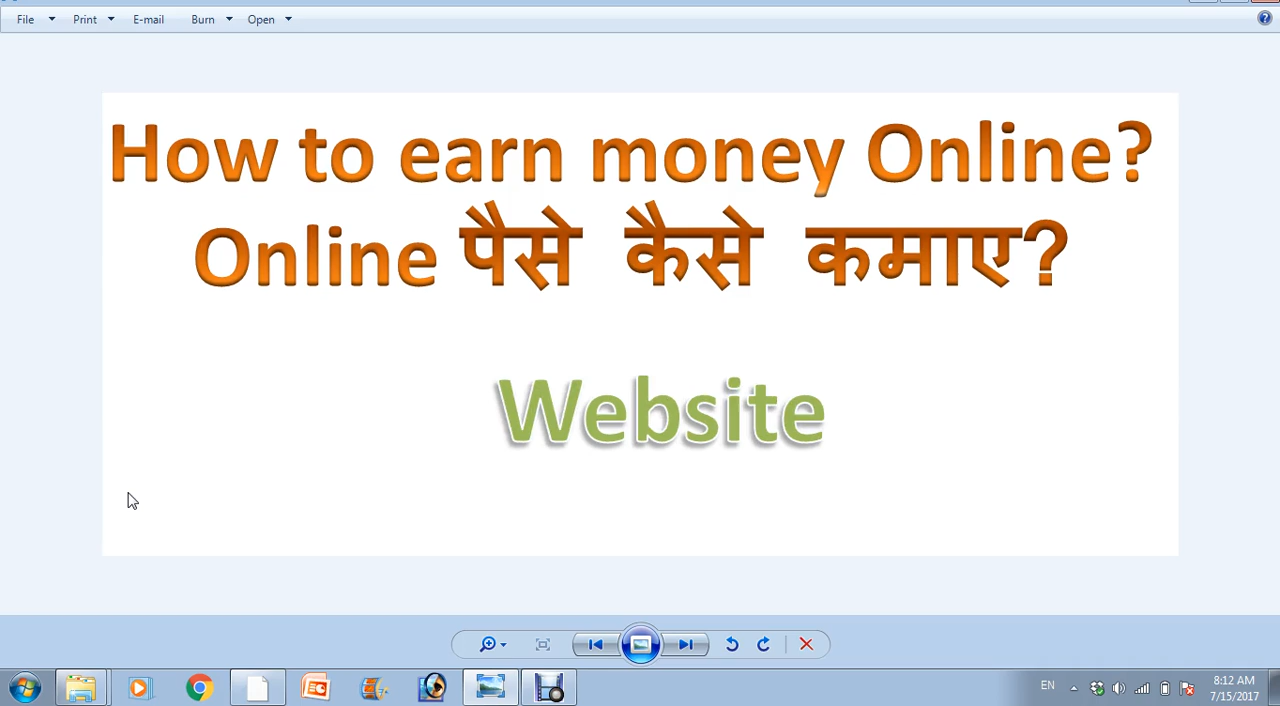 File Print E-mail Burn Open
How to earn money Online?
Online पैसे कैसे कमाए?
Website
EN
8:12 AM
7/15/2017